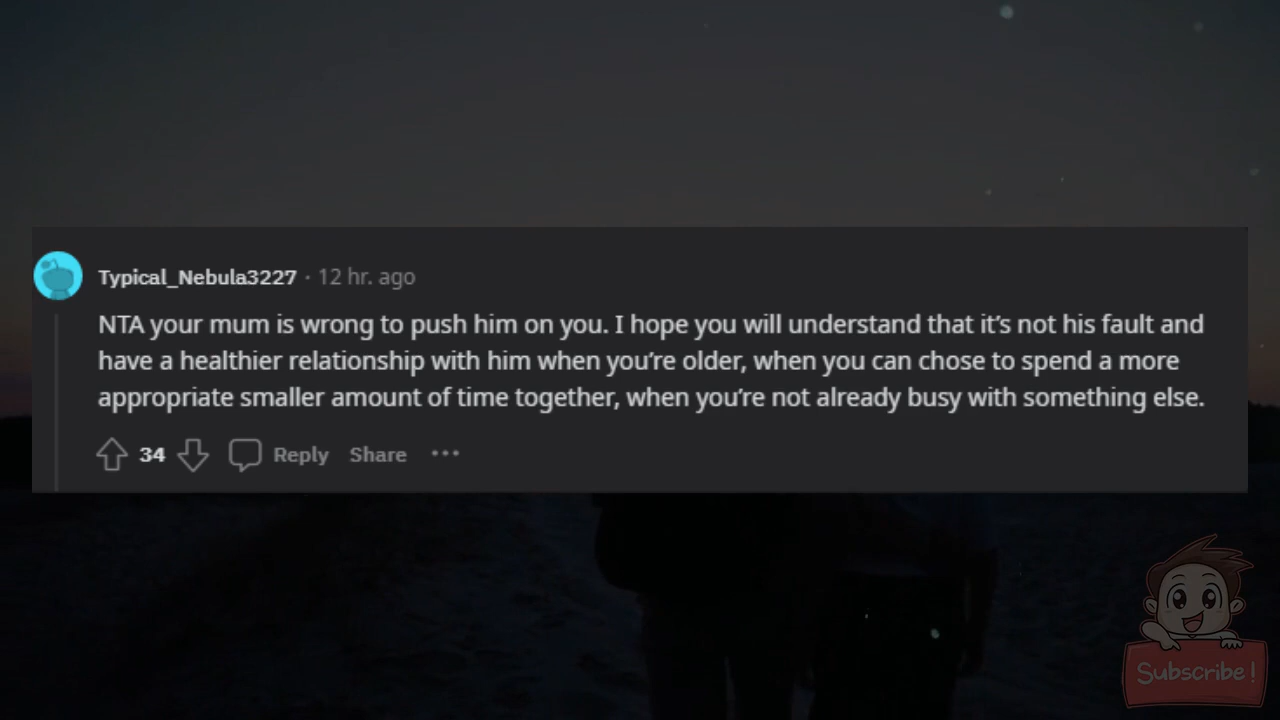 Typical_Nebula3227 · 12 hr. ago
NTA your mum is wrong to push him on you. I hope you will understand that it’s not his fault and
have a healthier relationship with him when you’re older, when you can chose to spend a more
appropriate smaller amount of time together, when you’re not already busy with something else.
34 Reply Share ···
Subscribe!